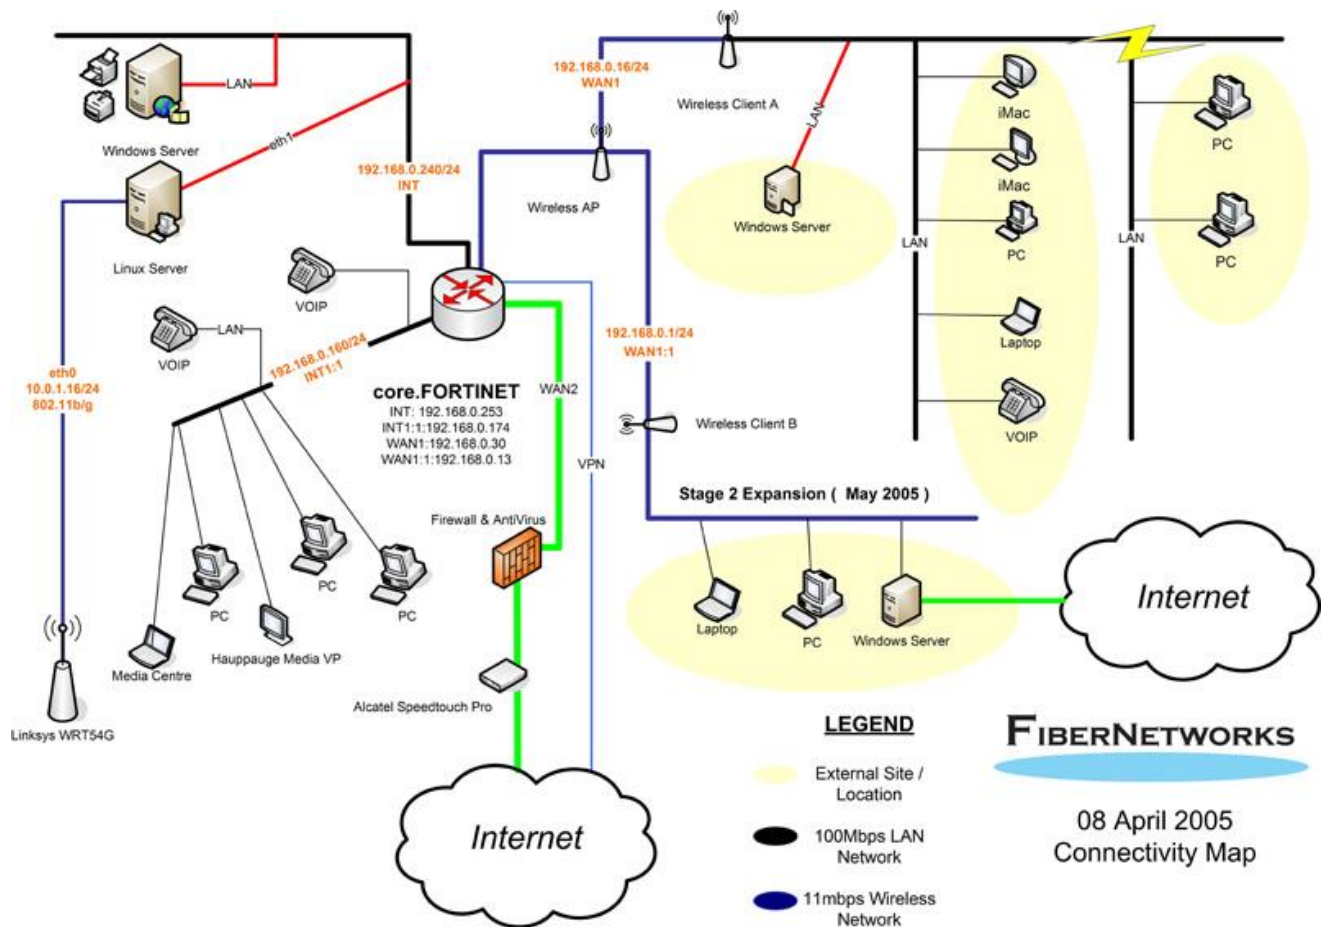 LAN
Windows Server
eth1
192.168.0.240/24
INT
Linux Server
eth0
10.0.1.16/24
802.11b/g
Linksys WRT54G
VOIP
VOIP
LAN
192.168.0.160/24
INT1:1
core.FORTINET
INT: 192.168.0.253
INT1:1:192.168.0.174
WAN1:192.168.0.30
WAN1:1:192.168.0.13
Media Centre
PC
Hauppauge Media VP
PC
PC
WAN2
VPN
Firewall & AntiVirus
Alcatel Speedtouch Pro
Internet
192.168.0.16/24
WAN1
Wireless AP
Wireless Client A
LAN
Windows Server
LAN
iMac
iMac
PC
Laptop
VOIP
LAN
PC
PC
192.168.0.1/24
WAN1:1
Wireless Client B
Stage 2 Expansion ( May 2005 )
Laptop
PC
Windows Server
Internet
LEGEND
External Site /
Location
100Mbps LAN
Network
11mbps Wireless
Network
FIBERNETWORKS
08 April 2005
Connectivity Map